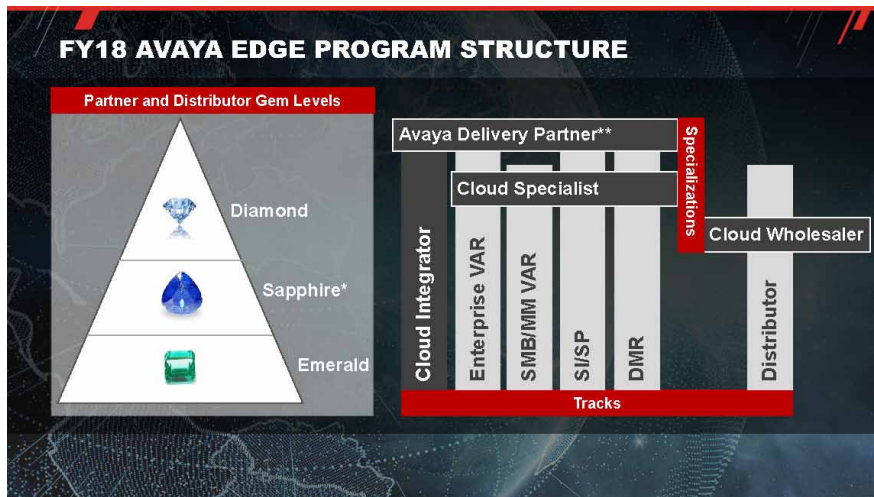 FY18 AVAYA EDGE PROGRAM STRUCTURE
Partner and Distributor Gem Levels
Diamond
Sapphire*
Emerald
Avaya Delivery Partner**
Cloud Specialist
Specializations
Cloud Wholesaler
Cloud Integrator
Enterprise VAR
SMB/MM VAR
SI/SP
DMR
Distributor
Tracks